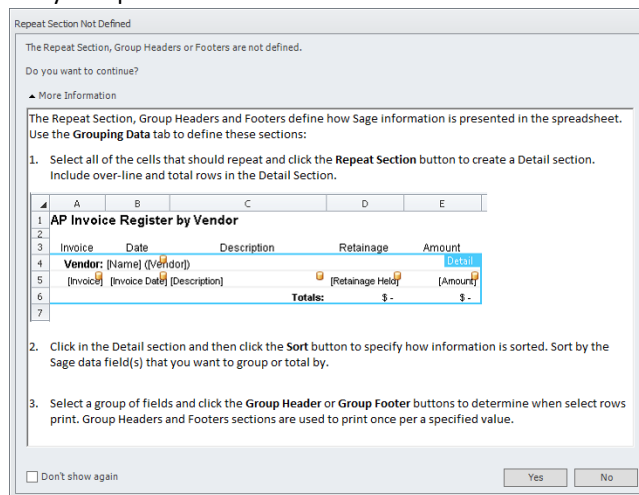 Repeat Section Not Defined
The Repeat Section, Group Headers or Footers are not defined.
Do you want to continue?
More Information
The Repeat Section, Group Headers and Footers define how Sage information is presented in the spreadsheet.
Use the Grouping Data tab to define these sections:
1. Select all of the cells that should repeat and click the Repeat Section button to create a Detail section.
Include over-line and total rows in the Detail Section.
A B C D E
1 AP Invoice Register by Vendor
2
3 Invoice Date Description Retainage Amount
4 Vendor: [Name] ([Vendor]) Detail
5 [Invoice] [Invoice Date] [Description] [Retainage Held] [Amount]
6 Totals: $ - $ -
7
2. Click in the Detail section and then click the Sort button to specify how information is sorted. Sort by the
Sage data field(s) that you want to group or total by.
3. Select a group of fields and click the Group Header or Group Footer buttons to determine when select rows
print. Group Headers and Footers sections are used to print once per a specified value.
Don't show again
Yes No